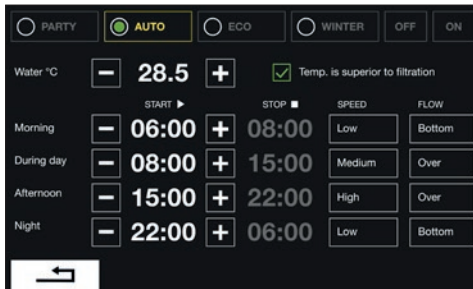 PARTY AUTO ECO WINTER OFF ON
Water °C − 28.5 + Temp. is superior to filtration
START ▶ STOP ■ SPEED FLOW
Morning − 06:00 + 08:00 Low Bottom
During day − 08:00 + 15:00 Medium Over
Afternoon − 15:00 + 22:00 High Over
Night − 22:00 + 06:00 Low Bottom